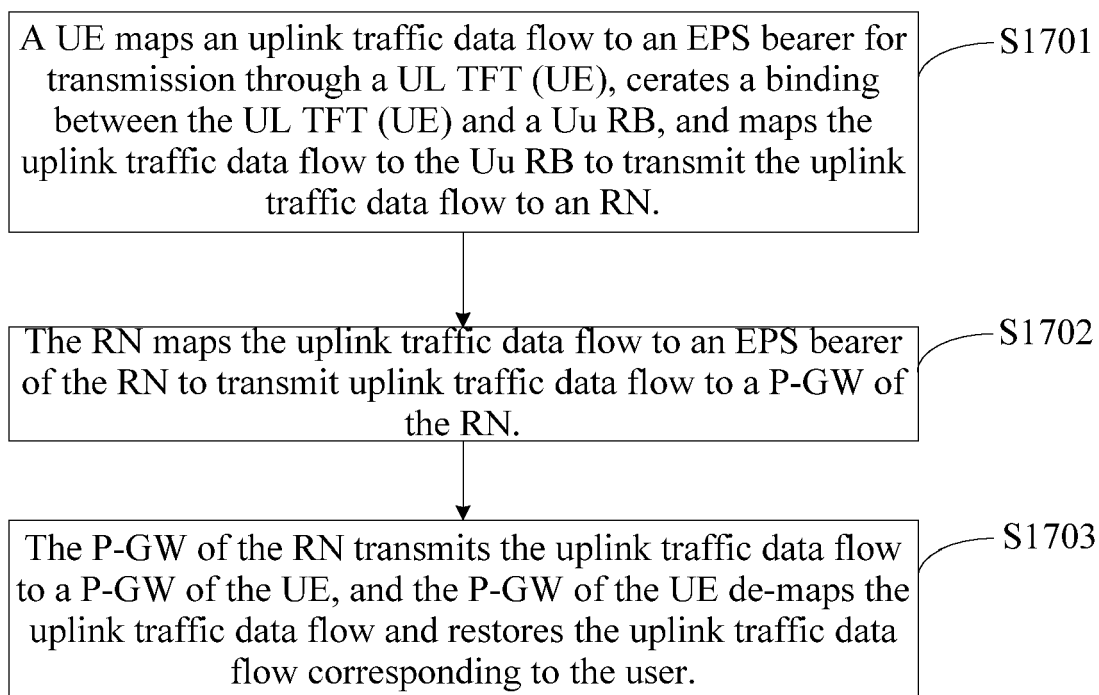 A UE maps an uplink traffic data flow to an EPS bearer for
transmission through a UL TFT (UE), cerates a binding
between the UL TFT (UE) and a Uu RB, and maps the
uplink traffic data flow to the Uu RB to transmit the uplink
traffic data flow to an RN.
S1701
The RN maps the uplink traffic data flow to an EPS bearer
of the RN to transmit uplink traffic data flow to a P-GW of
the RN.
S1702
The P-GW of the RN transmits the uplink traffic data flow
to a P-GW of the UE, and the P-GW of the UE de-maps the
uplink traffic data flow and restores the uplink traffic data
flow corresponding to the user.
S1703